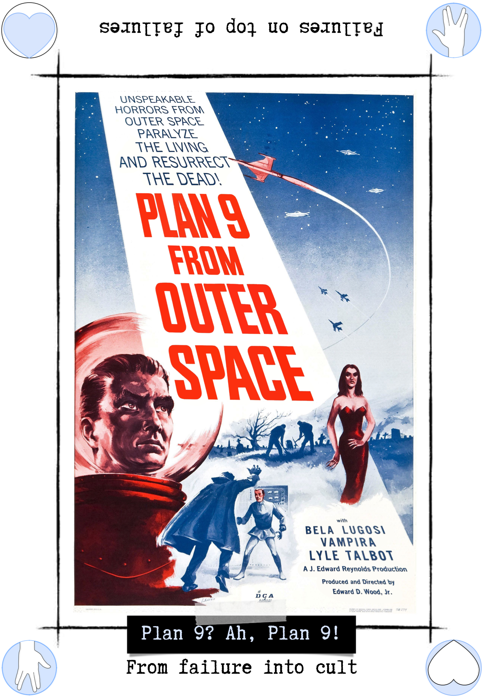 Failures on top of failures
UNSPEAKABLE
HORRORS FROM
OUTER SPACE
PARALYZE
THE LIVING
AND RESURRECT
THE DEAD!
PLAN 9
FROM
OUTER
SPACE
with
BELA LUGOSI
VAMPIRA
LYLE TALBOT
A J. Edward Reynolds Production
Produced and Directed by
Edward D. Wood, Jr.
DCA
Plan 9? Ah, Plan 9!
From failure into cult